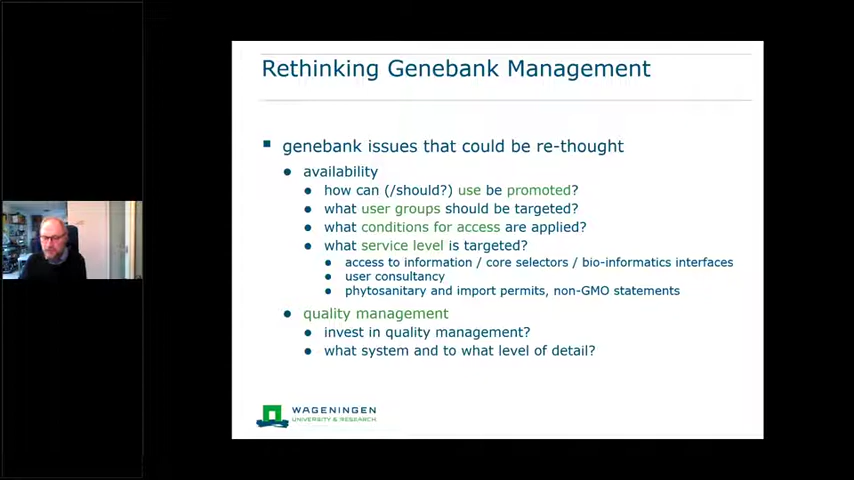 Rethinking Genebank Management
genebank issues that could be re-thought
availability
how can (/should?) use be promoted?
what user groups should be targeted?
what conditions for access are applied?
what service level is targeted?
access to information / core selectors / bio-informatics interfaces
user consultancy
phytosanitary and import permits, non-GMO statements
quality management
invest in quality management?
what system and to what level of detail?
WAGENINGEN
UNIVERSITY & RESEARCH